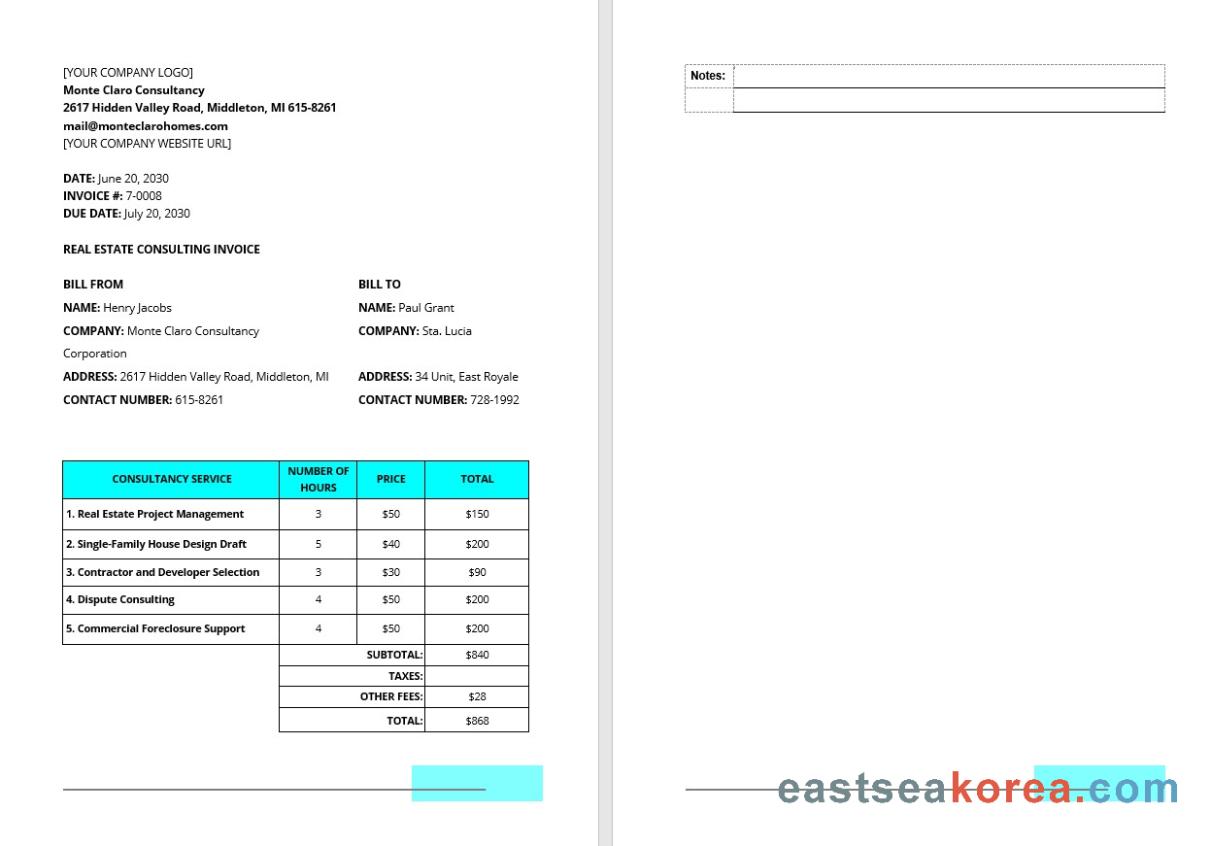 [YOUR COMPANY LOGO]
Monte Claro Consultancy
2617 Hidden Valley Road, Middleton, MI 615-8261
mail@monteclarohomes.com
[YOUR COMPANY WEBSITE URL]
DATE: June 20, 2030
INVOICE #: 7-0008
DUE DATE: July 20, 2030
REAL ESTATE CONSULTING INVOICE
BILL FROM
NAME: Henry Jacobs
COMPANY: Monte Claro Consultancy
Corporation
ADDRESS: 2617 Hidden Valley Road, Middleton, MI
CONTACT NUMBER: 615-8261
BILL TO
NAME: Paul Grant
COMPANY: Sta. Lucia
ADDRESS: 34 Unit, East Royale
CONTACT NUMBER: 728-1992
CONSULTANCY SERVICE NUMBER OF HOURS PRICE TOTAL
1. Real Estate Project Management 3 $50 $150
2. Single-Family House Design Draft 5 $40 $200
3. Contractor and Developer Selection 3 $30 $90
4. Dispute Consulting 4 $50 $200
5. Commercial Foreclosure Support 4 $50 $200
SUBTOTAL: $840
TAXES:
OTHER FEES: $28
TOTAL: $868
Notes:
eastseakorea.com